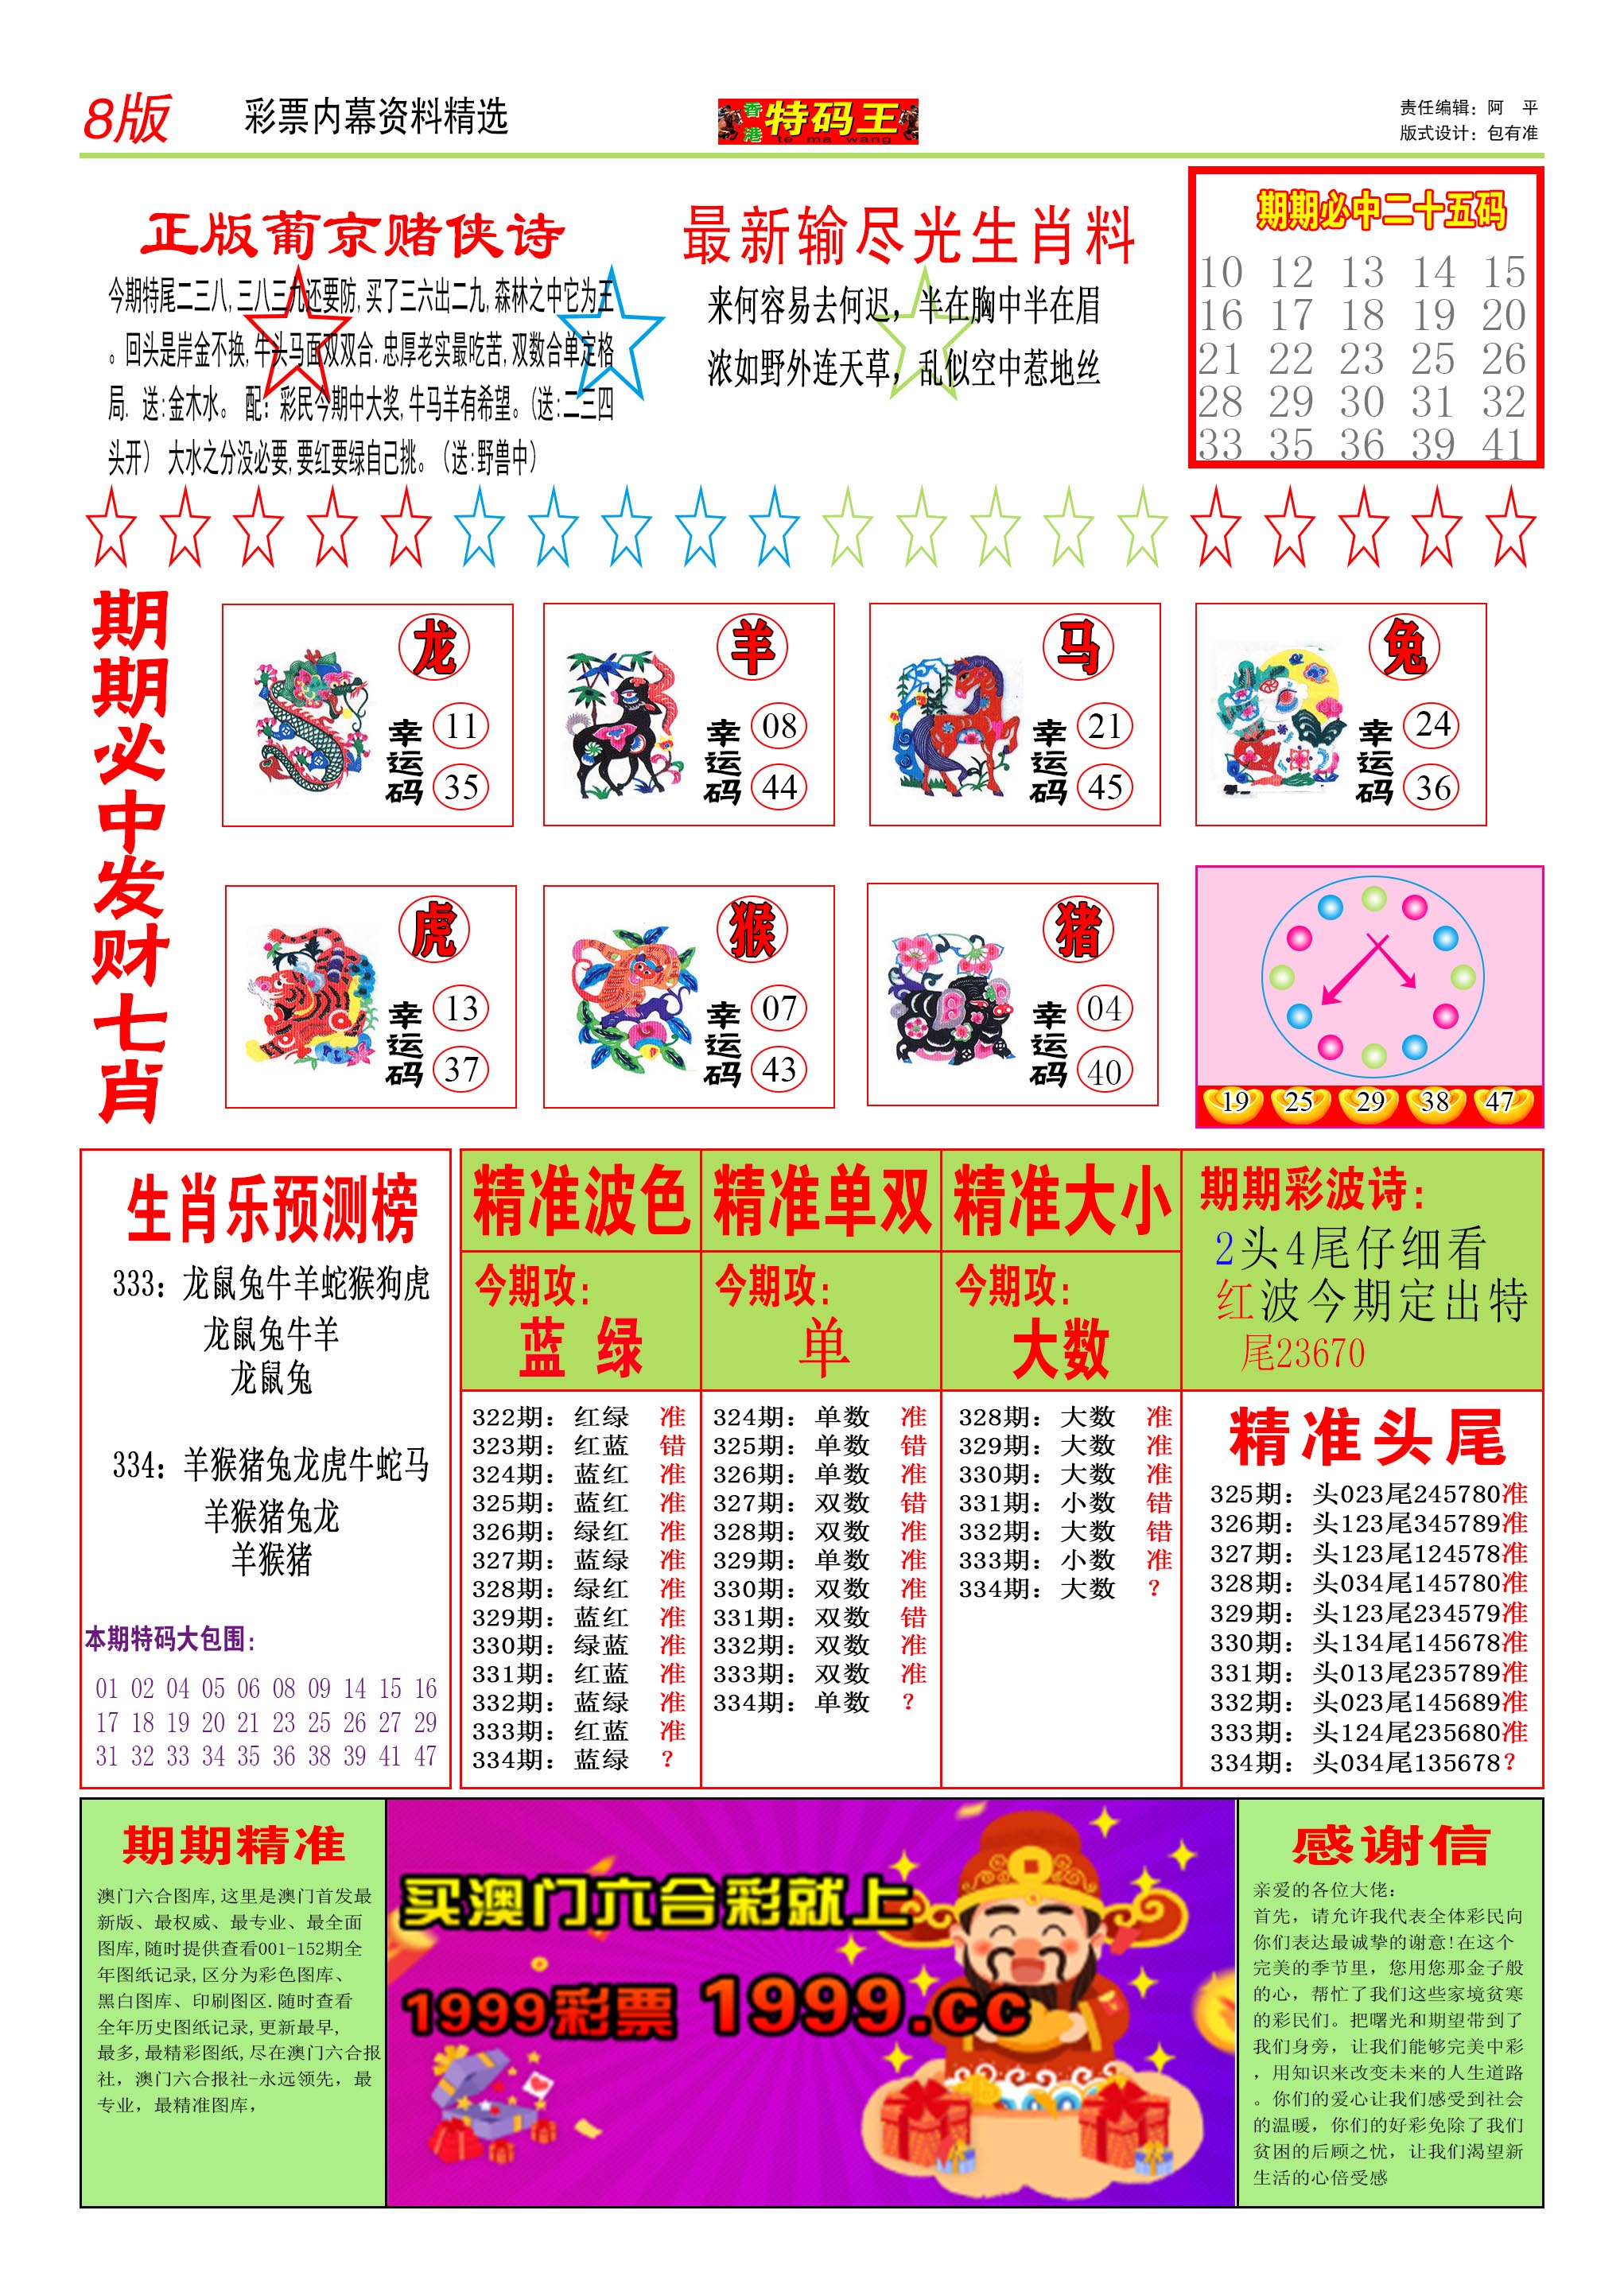 8版
彩票内幕资料精选
香港
特码王
te ma wang
责任编辑：阿 平
版式设计：包有准
正版葡京赌侠诗
今期特尾二三八,三八三九还要防,买了三六出二九,森林之中它为王
。回头是岸金不换,牛头马面双双合.忠厚老实最吃苦,双数合单定格
局. 送:金木水。 配：彩民今期中大奖,牛马羊有希望。(送:二三四
头开） 大水之分没必要,要红要绿自己挑。（送:野兽中）
最新输尽光生肖料
来何容易去何迟，半在胸中半在眉
浓如野外连天草，乱似空中惹地丝
期期必中二十五码
10 12 13 14 15
16 17 18 19 20
21 22 23 25 26
28 29 30 31 32
33 35 36 39 41
期期必中发财七肖
龙
幸运码
11
35
羊
幸运码
08
44
马
幸运码
21
45
兔
幸运码
24
36
虎
幸运码
13
37
猴
幸运码
07
43
猪
幸运码
04
40
19 25 29 38 47
生肖乐预测榜
333：龙鼠兔牛羊蛇猴狗虎
龙鼠兔牛羊
龙鼠兔
334：羊猴猪兔龙虎牛蛇马
羊猴猪兔龙
羊猴猪
本期特码大包围：
01 02 04 05 06 08 09 14 15 16
17 18 19 20 21 23 25 26 27 29
31 32 33 34 35 36 38 39 41 47
精准波色
今期攻：
蓝 绿
322期：红绿 准
323期：红蓝 错
324期：蓝红 准
325期：蓝红 准
326期：绿红 准
327期：蓝绿 准
328期：绿红 准
329期：蓝红 准
330期：绿蓝 准
331期：红蓝 准
332期：蓝绿 准
333期：红蓝 准
334期：蓝绿 ？
精准单双
今期攻：
单
324期：单数 准
325期：单数 错
326期：单数 准
327期：双数 错
328期：双数 准
329期：单数 准
330期：双数 准
331期：双数 错
332期：双数 准
333期：双数 准
334期：单数 ？
精准大小
今期攻：
大数
328期：大数 准
329期：大数 准
330期：大数 准
331期：小数 错
332期：大数 错
333期：小数 准
334期：大数 ？
期期彩波诗：
2头4尾仔细看
红波今期定出特
尾23670
精准头尾
325期：头023尾245780准
326期：头123尾345789准
327期：头123尾124578准
328期：头034尾145780准
329期：头123尾234579准
330期：头134尾145678准
331期：头013尾235789准
332期：头023尾145689准
333期：头124尾235680准
334期：头034尾135678？
期期精准
澳门六合图库,这里是澳门首发最
新版、最权威、最专业、最全面
图库,随时提供查看001-152期全
年图纸记录,区分为彩色图库、
黑白图库、印刷图区.随时查看
全年历史图纸记录,更新最早,
最多,最精彩图纸,尽在澳门六合报
社，澳门六合报社-永远领先，最
专业，最精准图库，
买澳门六合彩就上
1999彩票 1999.cc
感谢信
亲爱的各位大佬：
首先，请允许我代表全体彩民向
你们表达最诚挚的谢意!在这个
完美的季节里，您用您那金子般
的心，帮忙了我们这些家境贫寒
的彩民们。把曙光和期望带到了
我们身旁，让我们能够完美中彩
，用知识来改变未来的人生道路
。你们的爱心让我们感受到社会
的温暖，你们的好彩免除了我们
贫困的后顾之忧，让我们渴望新
生活的心倍受感